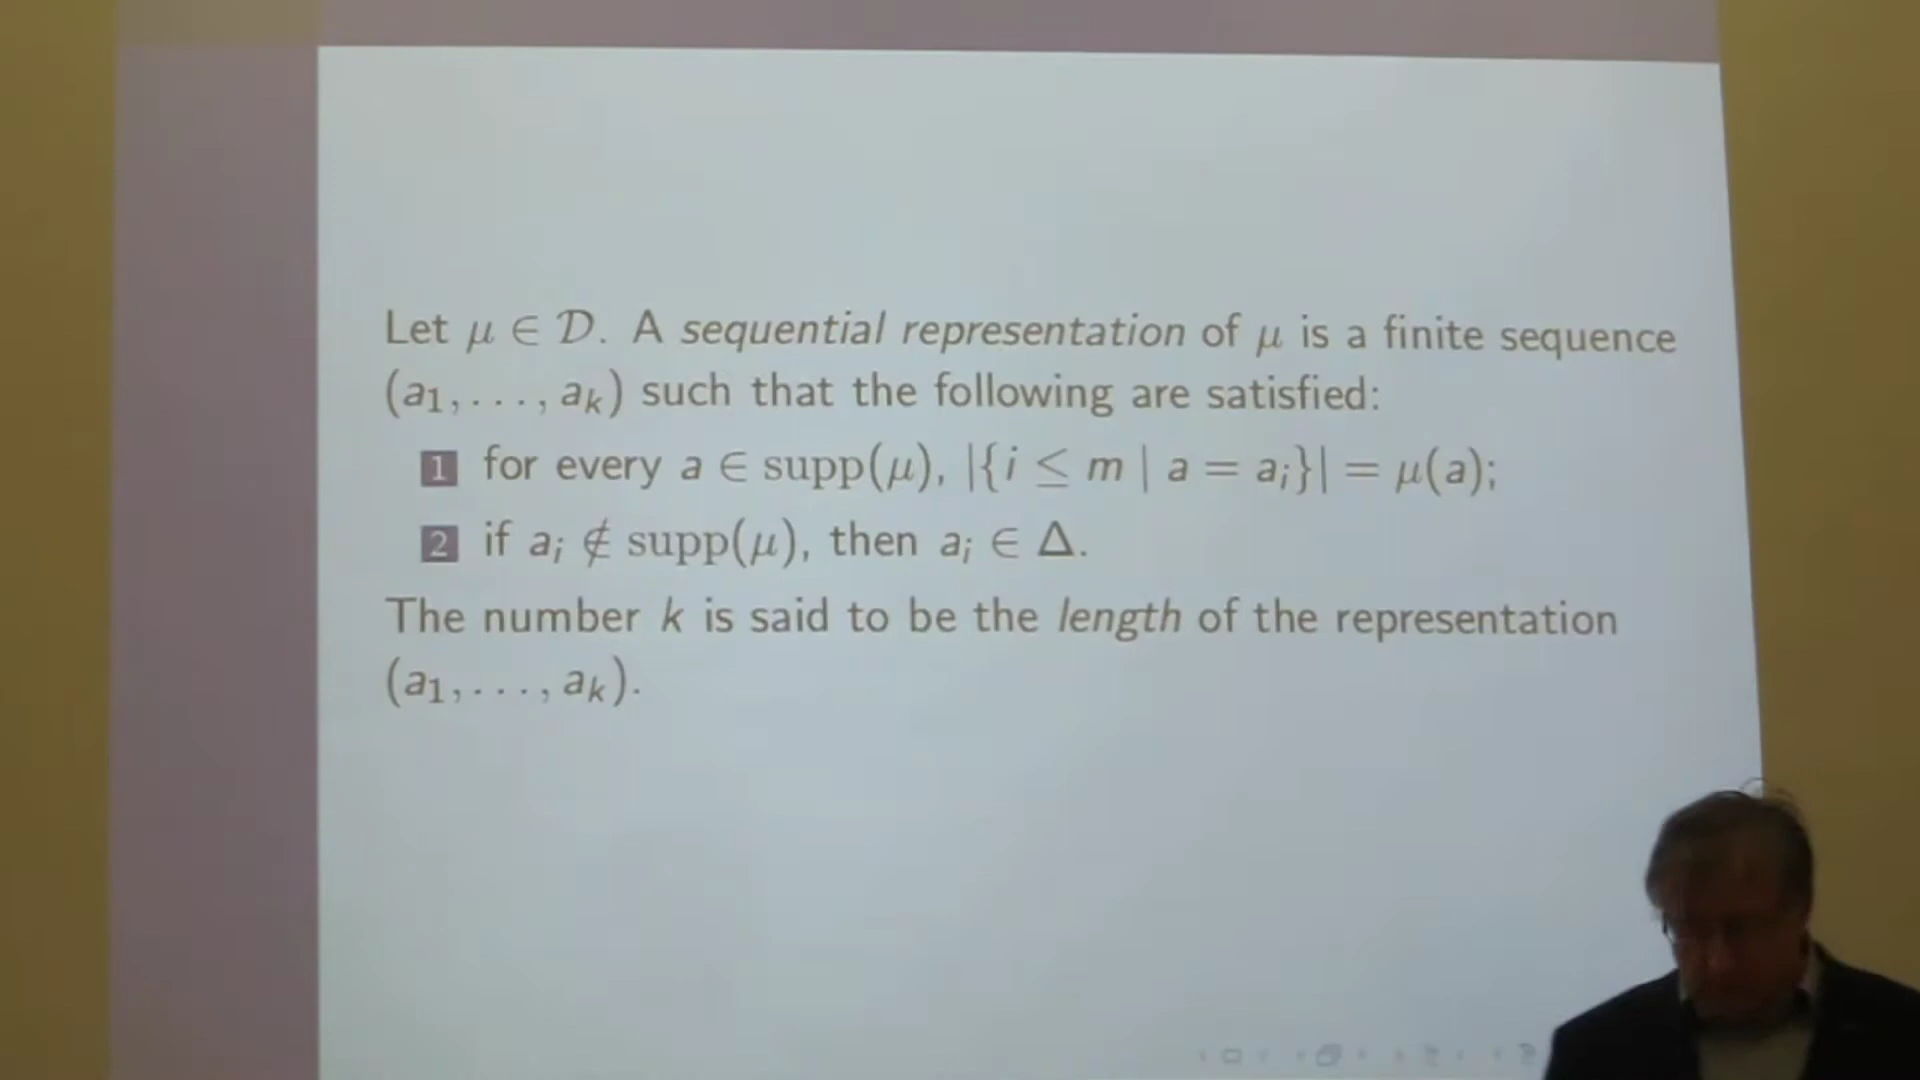 Let μ ∈ 𝒟. A sequential representation of μ is a finite sequence
(a₁, . . . , aₖ) such that the following are satisfied:
1 for every a ∈ supp(μ), |{i ≤ m | a = aᵢ}| = μ(a);
2 if aᵢ ∉ supp(μ), then aᵢ ∈ Δ.
The number k is said to be the length of the representation
(a₁, . . . , aₖ).